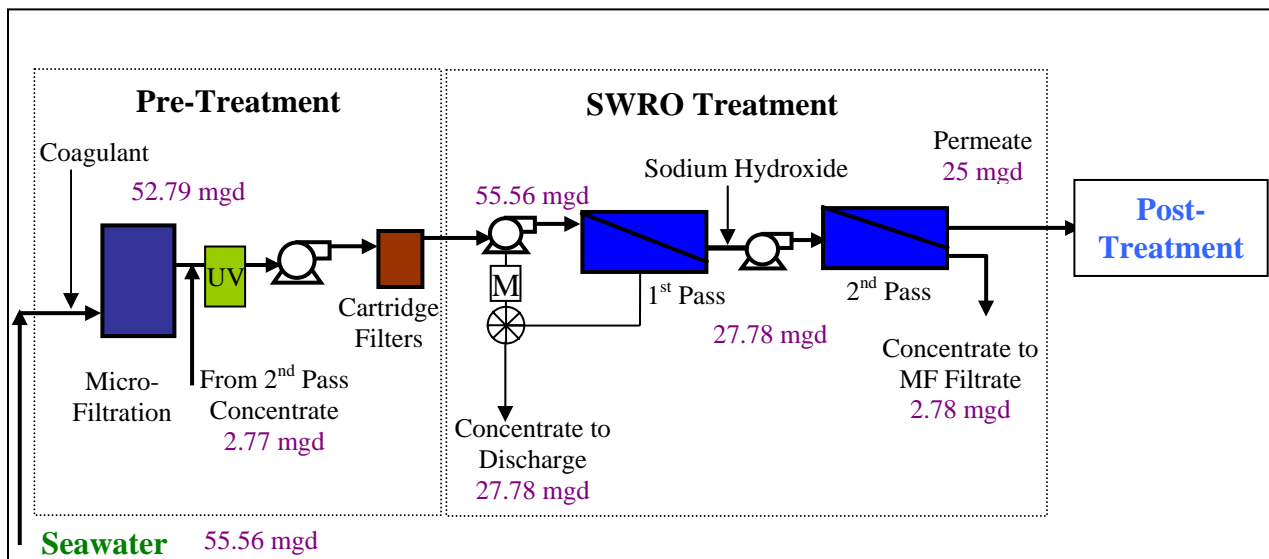 Pre-Treatment
SWRO Treatment
Coagulant
52.79 mgd
UV
Cartridge
Filters
Micro-
Filtration
From 2nd Pass
Concentrate
2.77 mgd
Seawater
55.56 mgd
55.56 mgd
M
Sodium Hydroxide
1st Pass
27.78 mgd
2nd Pass
Permeate
25 mgd
Concentrate to
MF Filtrate
2.78 mgd
Concentrate to
Discharge
27.78 mgd
Post-
Treatment